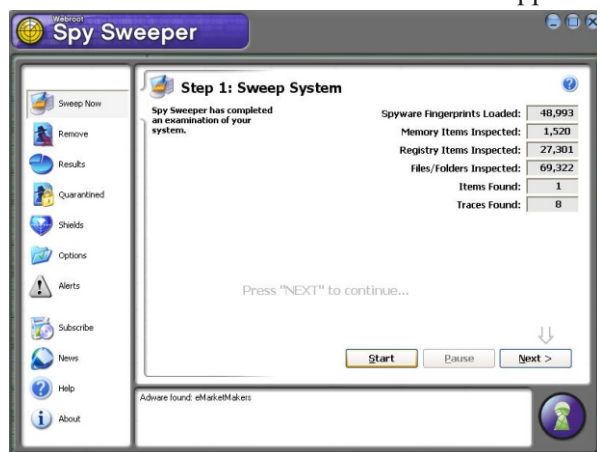 Webroot
Spy Sweeper
Sweep Now
Remove
Results
Quarantined
Shields
Options
Alerts
Subscribe
News
Help
About
Step 1: Sweep System
Spy Sweeper has completed
an examination of your
system.
Spyware Fingerprints Loaded: 48,993
Memory Items Inspected: 1,520
Registry Items Inspected: 27,301
Files/Folders Inspected: 69,322
Items Found: 1
Traces Found: 8
Press "NEXT" to continue...
Start Pause Next >
Adware found: eMarketMakers